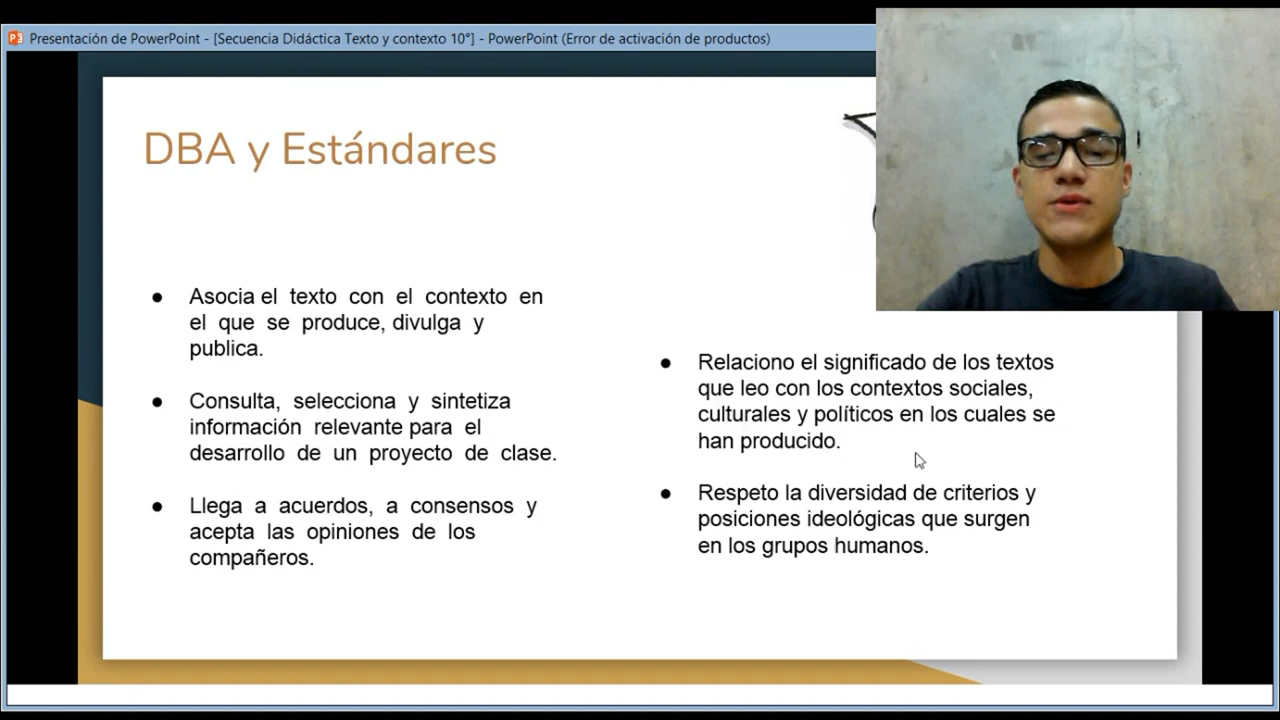 Presentación de PowerPoint - [Secuencia Didáctica Texto y contexto 10°] - PowerPoint (Error de activación de productos)
DBA y Estándares
● Asocia el texto con el contexto en
el que se produce, divulga y
publica.
● Consulta, selecciona y sintetiza
información relevante para el
desarrollo de un proyecto de clase.
● Llega a acuerdos, a consensos y
acepta las opiniones de los
compañeros.
● Relaciono el significado de los textos
que leo con los contextos sociales,
culturales y políticos en los cuales se
han producido.
● Respeto la diversidad de criterios y
posiciones ideológicas que surgen
en los grupos humanos.